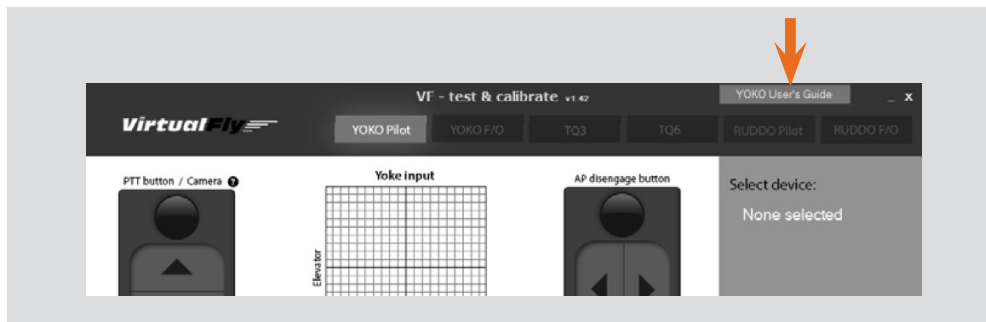 VF - test & calibrate v1.42
YOKO User's Guide
_ x
VirtualFly
YOKO Pilot
YOKO F/O
TQ3
TQ6
RUDDO Pilot
RUDDO F/O
PTT button / Camera ?
Yoke input
AP disengage button
Select device:
None selected
Elevator